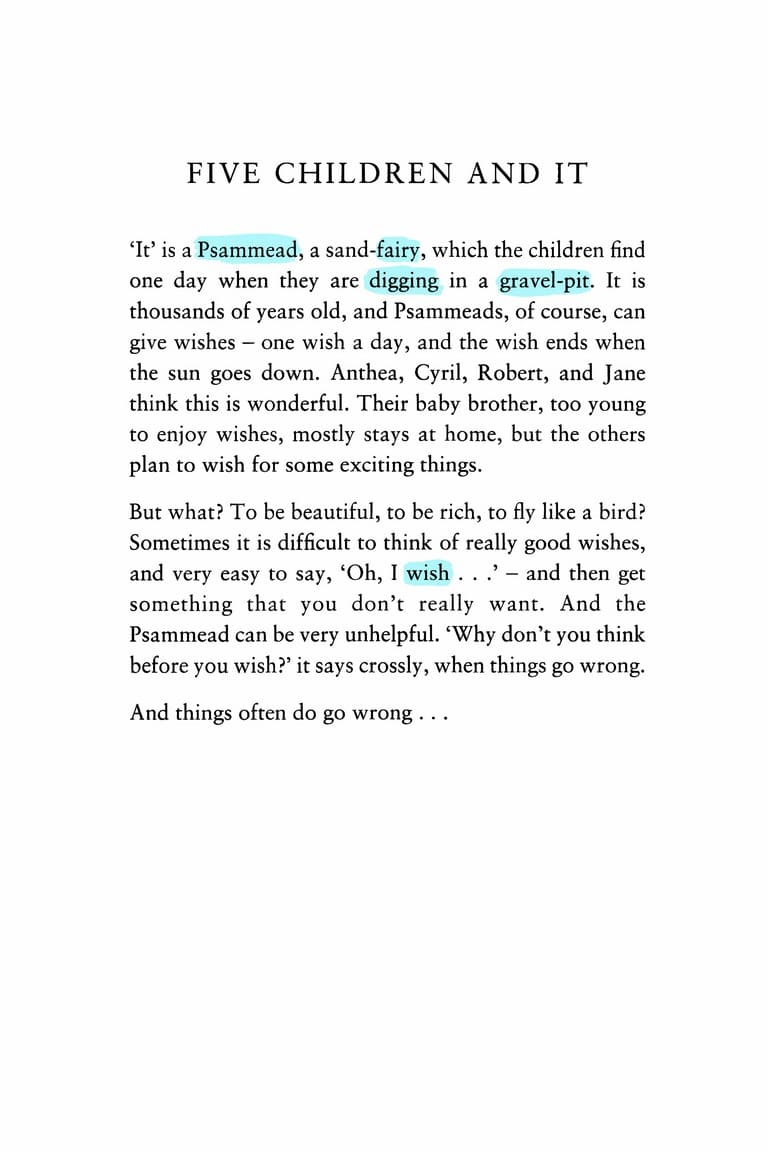 FIVE CHILDREN AND IT
‘It’ is a Psammead, a sand-fairy, which the children find
one day when they are digging in a gravel-pit. It is
thousands of years old, and Psammeads, of course, can
give wishes – one wish a day, and the wish ends when
the sun goes down. Anthea, Cyril, Robert, and Jane
think this is wonderful. Their baby brother, too young
to enjoy wishes, mostly stays at home, but the others
plan to wish for some exciting things.
But what? To be beautiful, to be rich, to fly like a bird?
Sometimes it is difficult to think of really good wishes,
and very easy to say, ‘Oh, I wish . . .’ – and then get
something that you don’t really want. And the
Psammead can be very unhelpful. ‘Why don’t you think
before you wish?’ it says crossly, when things go wrong.
And things often do go wrong . . .